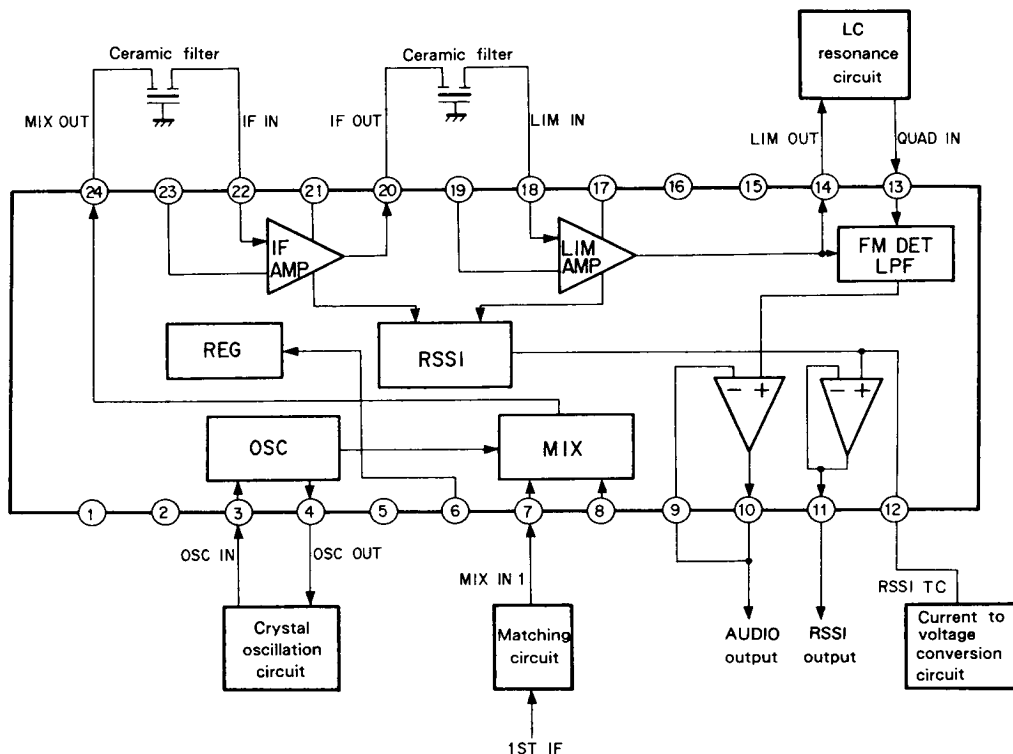 LC
resonance
circuit
Ceramic filter
Ceramic filter
MIX OUT
IF IN
IF OUT
LIM IN
LIM OUT
QUAD IN
24
23
22
21
20
19
18
17
16
15
14
13
IF
AMP
LIM
AMP
FM DET
LPF
REG
RSSI
- +
- +
OSC
MIX
1
2
3
4
5
6
7
8
9
10
11
12
OSC IN
OSC OUT
MIX IN 1
RSSI TC
Crystal
oscillation
circuit
Matching
circuit
AUDIO
output
RSSI
output
Current to
voltage
conversion
circuit
1ST IF